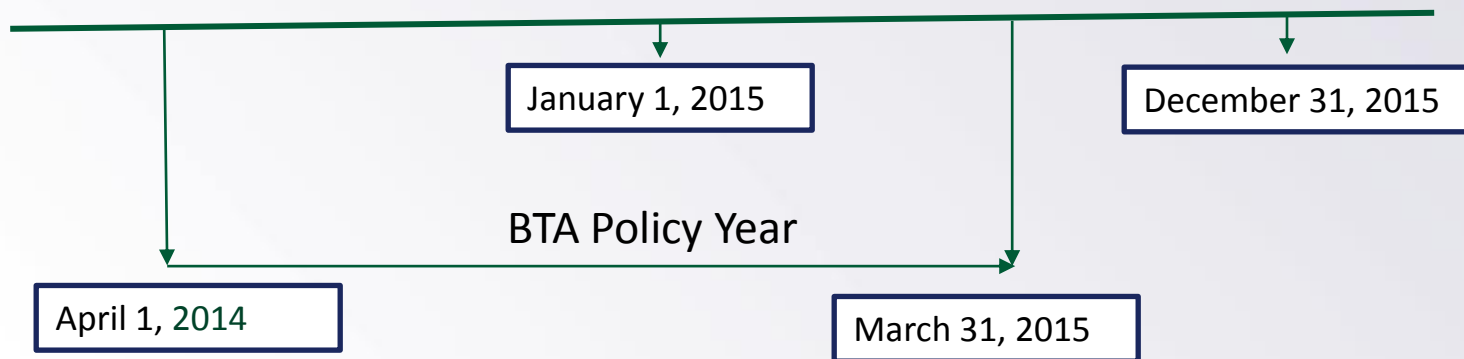 January 1, 2015
December 31, 2015
BTA Policy Year
April 1, 2014
March 31, 2015